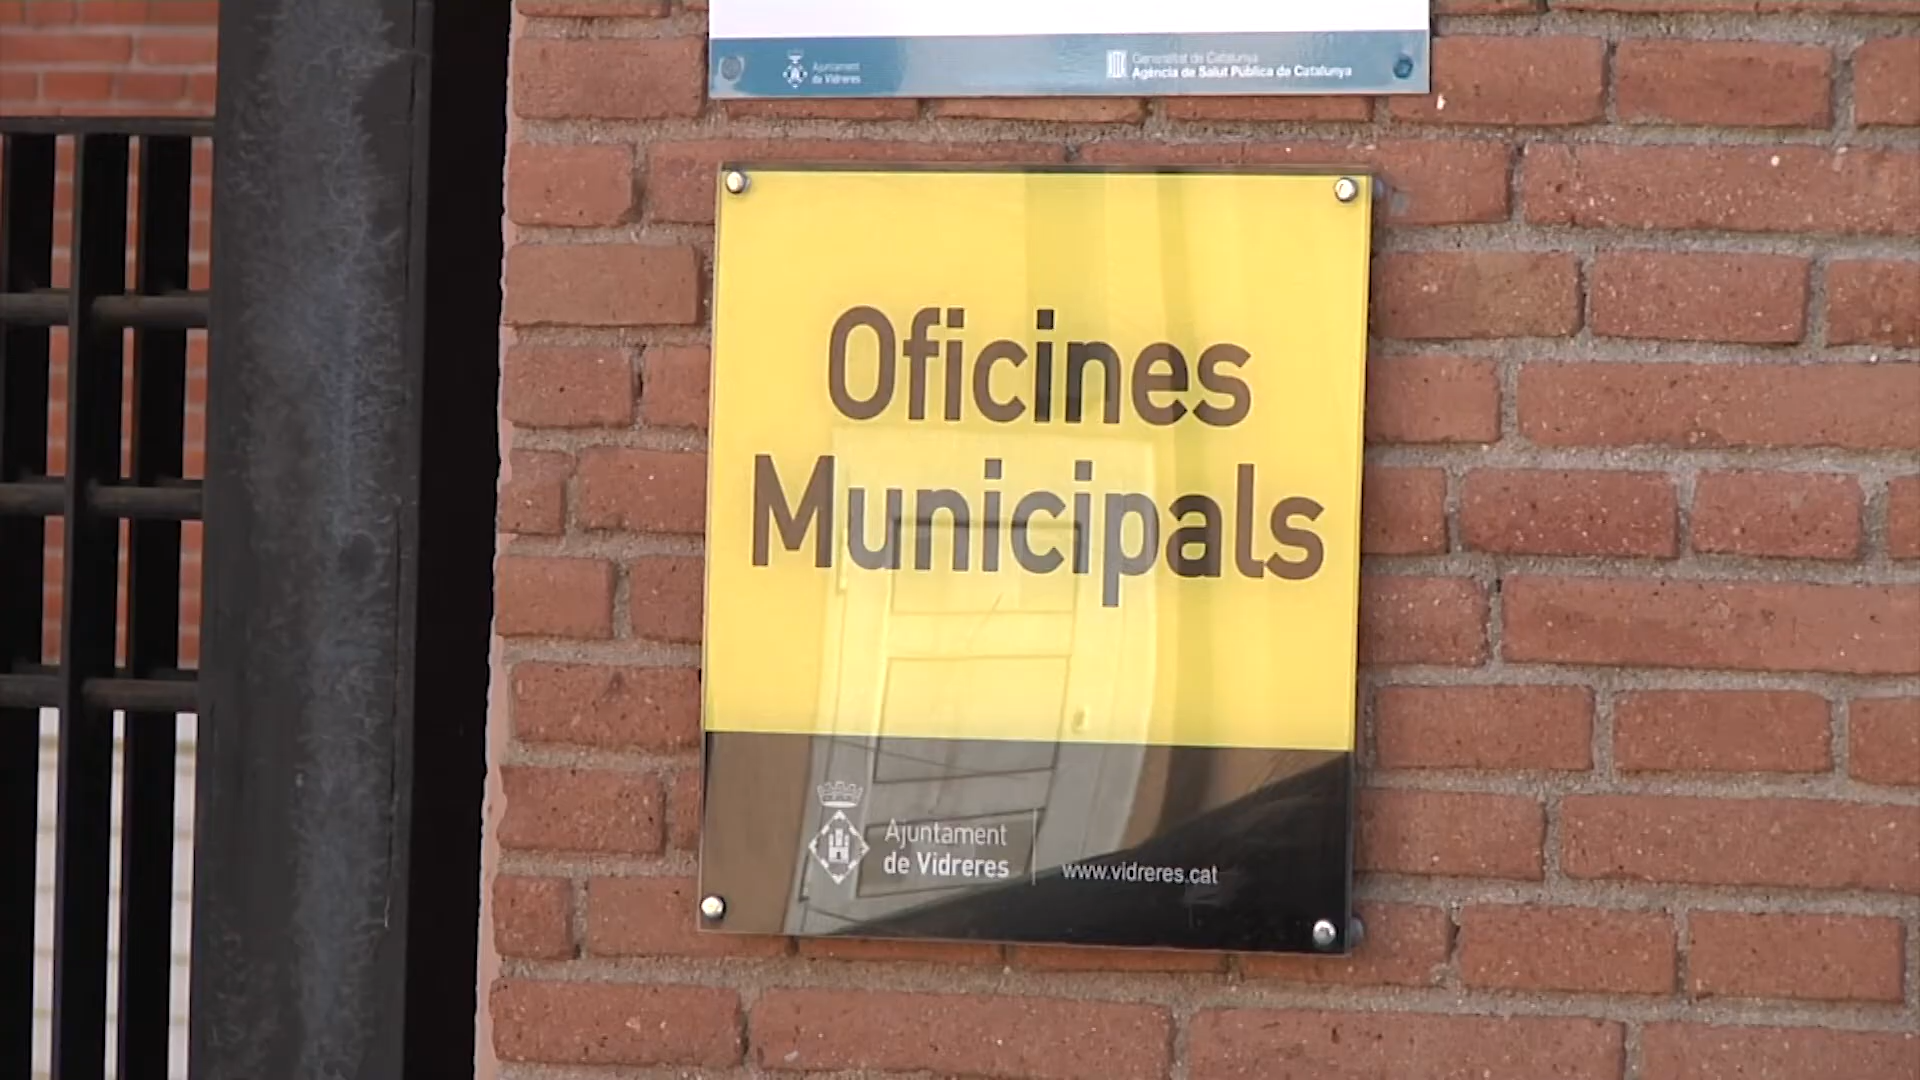 Ajuntament
de Vidreres
Generalitat de Catalunya
Agència de Salut Pública de Catalunya
Oficines
Municipals
Ajuntament
de Vidreres
www.vidreres.cat